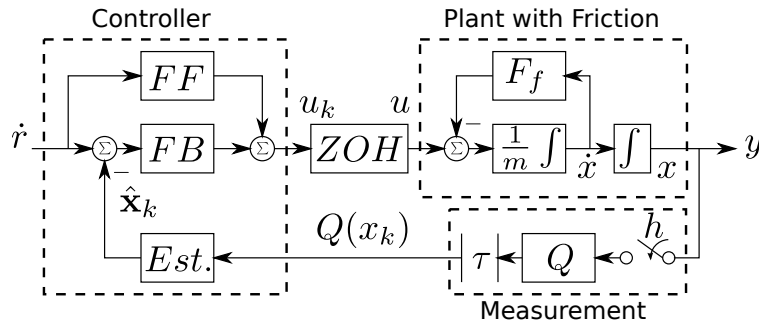 Controller
Plant with Friction
FF
F_f
ṙ
Σ
FB
Σ
u_k
ZOH
u
Σ
1/m ∫
ẋ
∫
x
y
−
−
x̂_k
Est.
Q(x_k)
|τ|
Q
h
Measurement